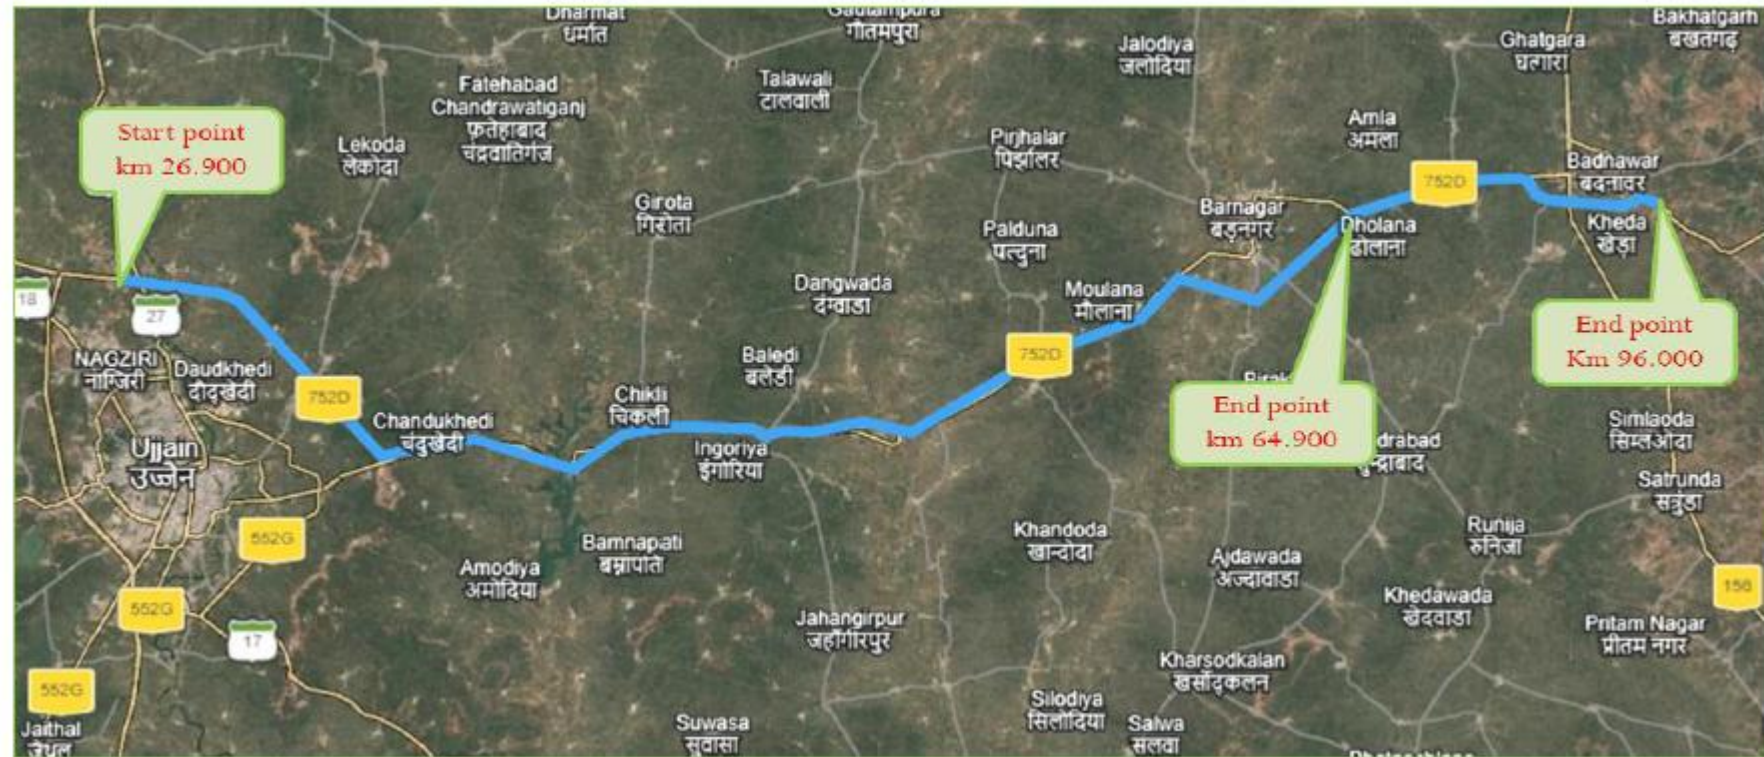 Dharmat
धर्मात
Gautampura
गौतमपुरा
Bakhatgarh
बखतगढ़
Ghatgara
घटगारा
Jalodiya
जलोदिया
Talawali
टालवाली
Fatehabad
Chandrawatiganj
फ़तेहाबाद
चंद्रवातिगंज
Amla
अमला
Start point
km 26.900
Lekoda
लेकोदा
Pirjhalar
पिर्झालर
Badnawar
बदनावर
752D
Girota
गिरोता
Barnagar
बड़नगर
Palduna
पल्दुना
Dholana
ढोलाना
Kheda
खेड़ा
Dangwada
दंग्वाडा
Moulana
मौलाना
18
27
End point
Km 96.000
NAGZIRI
नाग्जिरी
Daudkhedi
दौदखेदी
Baledi
बलेडी
752D
752D
Chikli
चिकली
End point
km 64.900
Chandukhedi
चंदुखेदी
Ujjain
उज्जैन
Ingoriya
इंगोरिया
Simlaoda
सिम्लओदा
Satrunda
सत्रुंडा
552G
Bamnapati
बम्नापति
Khandoda
खान्दोदा
Runija
रुनिजा
Amodiya
अमोदिया
Ajdawada
अज्दावाडा
156
552G
17
Khedawada
खेदवाडा
Jahangirpur
जहाँगीरपुर
Pritam Nagar
प्रीतम नगर
552G
Kharsodkalan
खर्सोद्कलन
Silodiya
सिलोदिया
Jaithal
जैथल
Suwasa
सुवासा
Salwa
सलवा